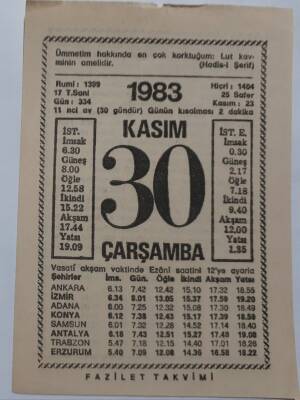 Ümmetim hakkında en çok korktuğum: Lut kav-
minin amelidir. (Hadis-i Şerif)
Rumi : 1399
17 T.Sani
Gün : 334
1983
Hicri : 1404
25 Safer
Kasım : 23
11 nci ay (30 gündür) Günün kısalması 2 dakika
KASIM
30
ÇARŞAMBA
İST.
İmsak
6.30
Güneş
8.00
Öğle
12.58
İkindi
15.22
Akşam
17.44
Yatsı
19.09
İST. E.
İmsak
0.30
Güneş
2.17
Öğle
7.18
İkindi
9.40
Akşam
12.00
Yatsı
1.35
Vasatî akşam vaktinde Ezânî saatini 12'ye ayarla
Şehirler İms. Gün. Öğle İkindi Akşam Yatsı
ANKARA 6.13 7.42 12.42 15.10 17.32 18.55
İZMİR 6.34 8.01 13.05 15.37 17.59 19.20
ADANA 6.00 7.25 12.32 15.08 17.30 18.49
KONYA 6.12 7.38 12.43 15.17 17.39 18.59
SAMSUN 6.01 7.32 12.28 14.52 17.14 18.40
ANTALYA 6.18 7.43 12.51 15.27 17.48 19.08
TRABZON 5.47 7.18 12.15 14.40 17.01 18.26
ERZURUM 5.40 7.09 12.08 14.36 16.58 18.22
FAZİLET TAKVİMİ